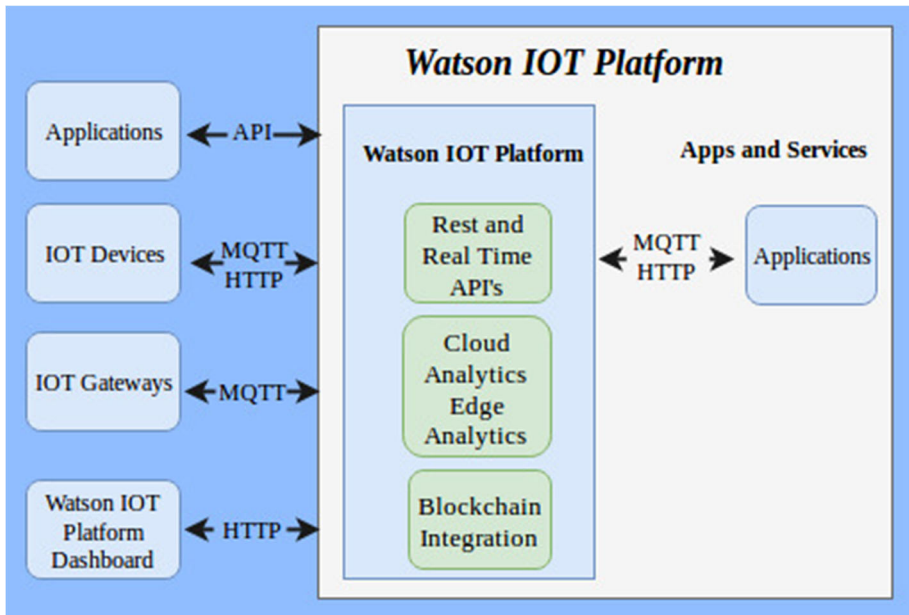 Watson IOT Platform
Applications
API
IOT Devices
MQTT
HTTP
IOT Gateways
MQTT
Watson IOT
Platform
Dashboard
HTTP
Watson IOT Platform
Rest and
Real Time
API's
Cloud
Analytics
Edge
Analytics
Blockchain
Integration
MQTT
HTTP
Apps and Services
Applications